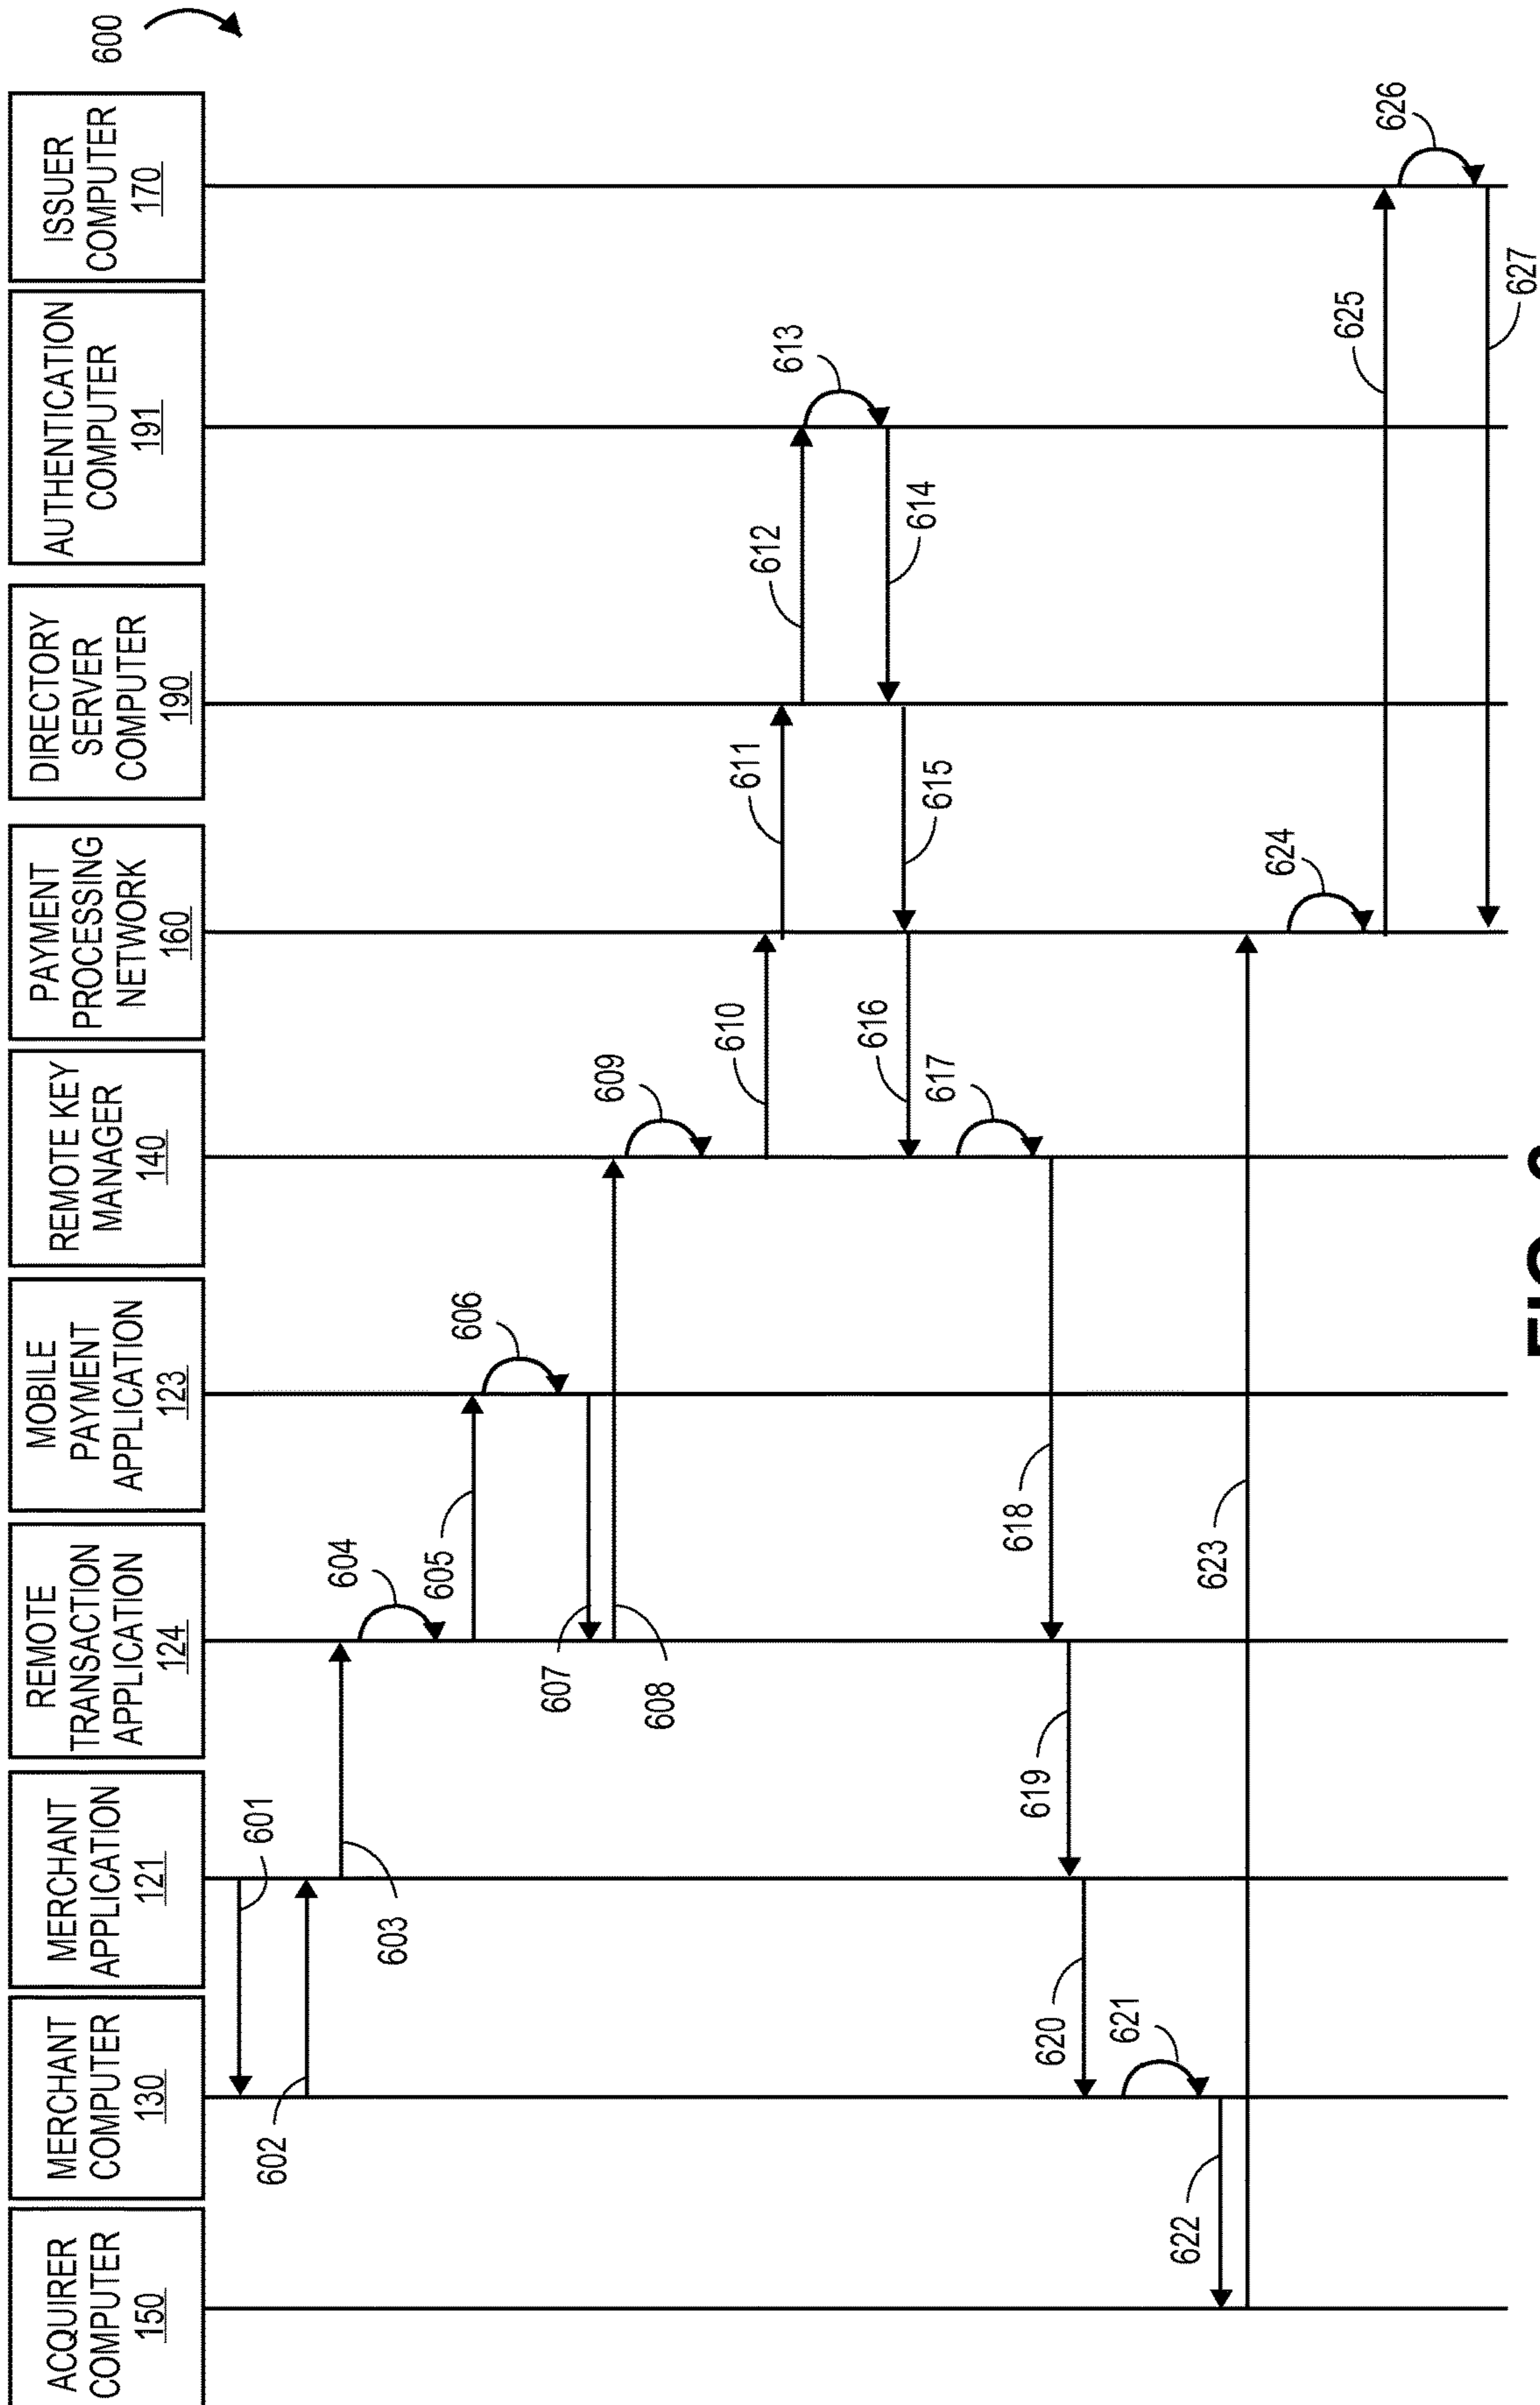 600
ACQUIRER
COMPUTER
150
MERCHANT
COMPUTER
130
MERCHANT
APPLICATION
121
REMOTE
TRANSACTION
APPLICATION
124
MOBILE
PAYMENT
APPLICATION
123
REMOTE KEY
MANAGER
140
PAYMENT
PROCESSING
NETWORK
160
DIRECTORY
SERVER
COMPUTER
190
AUTHENTICATION
COMPUTER
191
ISSUER
COMPUTER
170
601
602
603
604
605
606
607
608
609
610
611
612
613
614
615
616
617
618
619
620
621
622
623
624
625
626
627